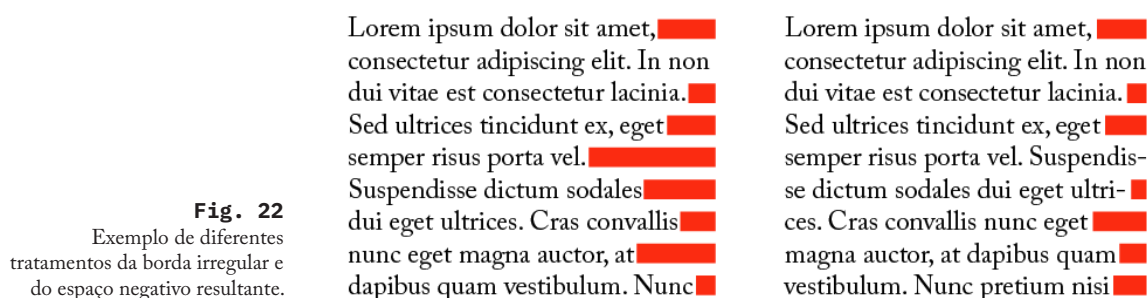 Fig. 22
Exemplo de diferentes
tratamentos da borda irregular e
do espaço negativo resultante.
Lorem ipsum dolor sit amet,
consectetur adipiscing elit. In non
dui vitae est consectetur lacinia.
Sed ultrices tincidunt ex, eget
semper risus porta vel.
Suspendisse dictum sodales
dui eget ultrices. Cras convallis
nunc eget magna auctor, at
dapibus quam vestibulum. Nunc
Lorem ipsum dolor sit amet,
consectetur adipiscing elit. In non
dui vitae est consectetur lacinia.
Sed ultrices tincidunt ex, eget
semper risus porta vel. Suspendis-
se dictum sodales dui eget ultri-
ces. Cras convallis nunc eget
magna auctor, at dapibus quam
vestibulum. Nunc pretium nisi